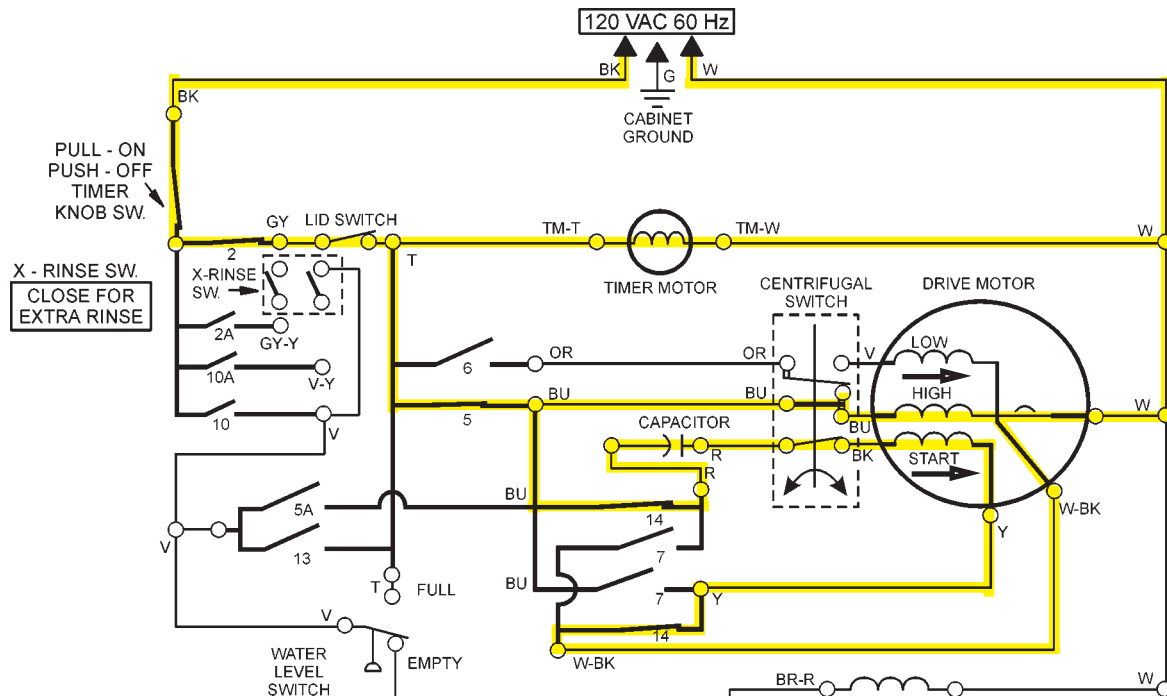 120 VAC 60 Hz
BK
W
G
BK
CABINET
GROUND
PULL - ON
PUSH - OFF
TIMER
KNOB SW.
GY
LID SWITCH
TM-T
TM-W
W
2
T
X - RINSE SW.
CLOSE FOR
EXTRA RINSE
X-RINSE
SW.
TIMER MOTOR
CENTRIFUGAL
SWITCH
DRIVE MOTOR
2A
GY-Y
6
OR
OR
V
LOW
10A
V-Y
HIGH
10
V
5
BU
BU
BU
W
CAPACITOR
R
BK
START
R
5A
BU
14
W-BK
V
13
7
Y
T
FULL
BU
7
Y
14
V
EMPTY
W-BK
WATER
LEVEL
SWITCH
BR-R
W